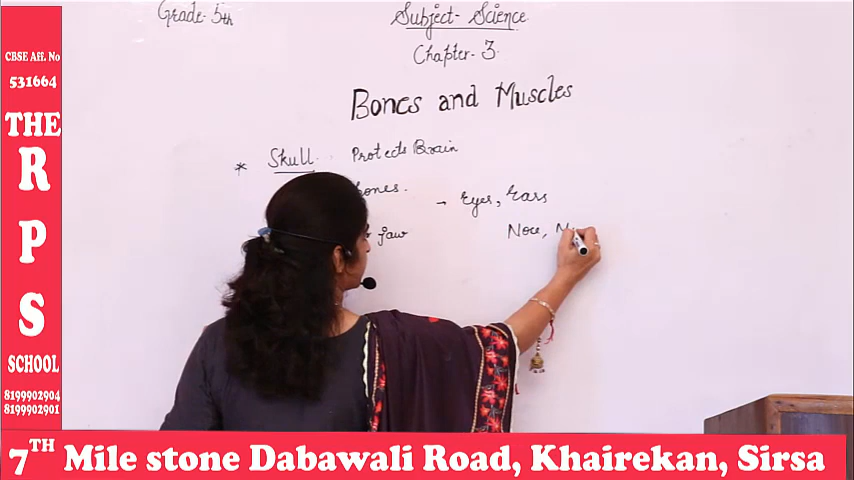 Grade-5th
Subject-Science
Chapter-3
Bones and Muscles
* Skull
Protects Brain
bones.
→ Eyes, Ears
jaw
Nose,
CBSE Aff. No
531664
THE
R
P
S
SCHOOL
8199902904
8199902901
7TH Mile stone Dabawali Road, Khairekan, Sirsa